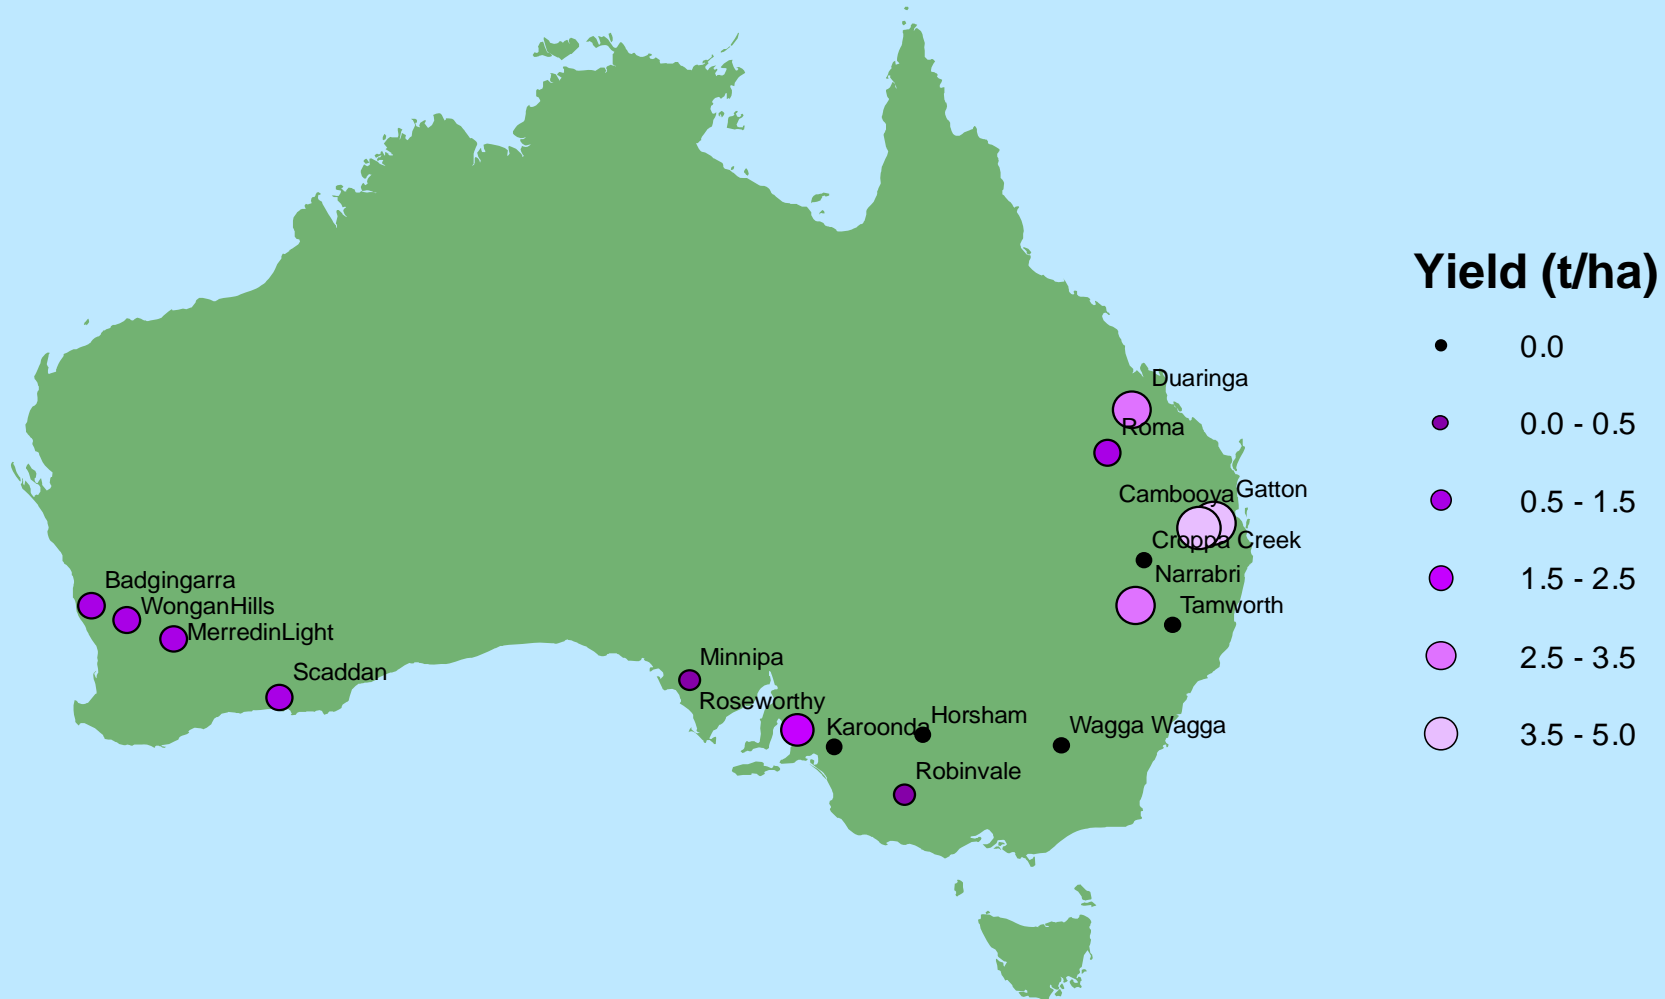 Yield (t/ha)
0.0
0.0 - 0.5
0.5 - 1.5
1.5 - 2.5
2.5 - 3.5
3.5 - 5.0
Duaringa
Roma
Cambooya
Gatton
Croppa Creek
Narrabri
Tamworth
Badgingarra
WonganHills
MerredinLight
Scaddan
Minnipa
Roseworthy
Karoonda
Horsham
Wagga Wagga
Robinvale